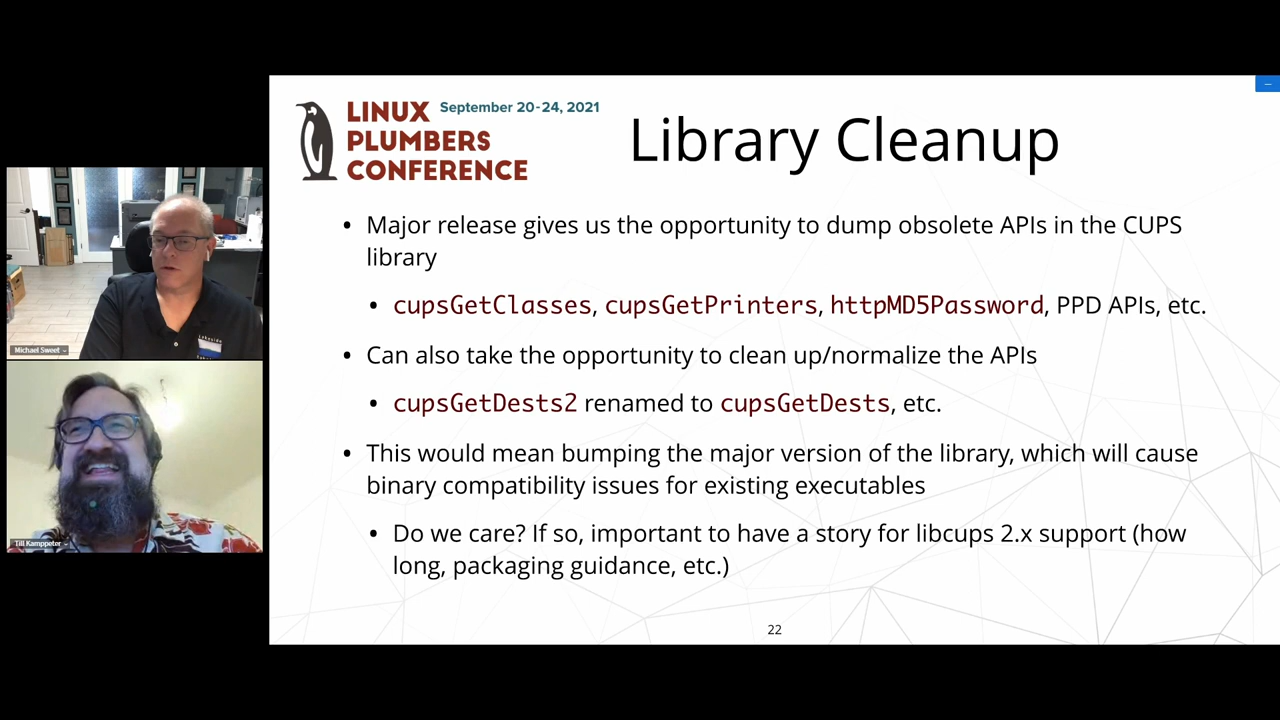 LINUX September 20-24, 2021
PLUMBERS
CONFERENCE
Library Cleanup
• Major release gives us the opportunity to dump obsolete APIs in the CUPS
library
• cupsGetClasses, cupsGetPrinters, httpMD5Password, PPD APIs, etc.
• Can also take the opportunity to clean up/normalize the APIs
• cupsGetDests2 renamed to cupsGetDests, etc.
• This would mean bumping the major version of the library, which will cause
binary compatibility issues for existing executables
• Do we care? If so, important to have a story for libcups 2.x support (how
long, packaging guidance, etc.)
22
Michael Sweet
Till Kamppeter